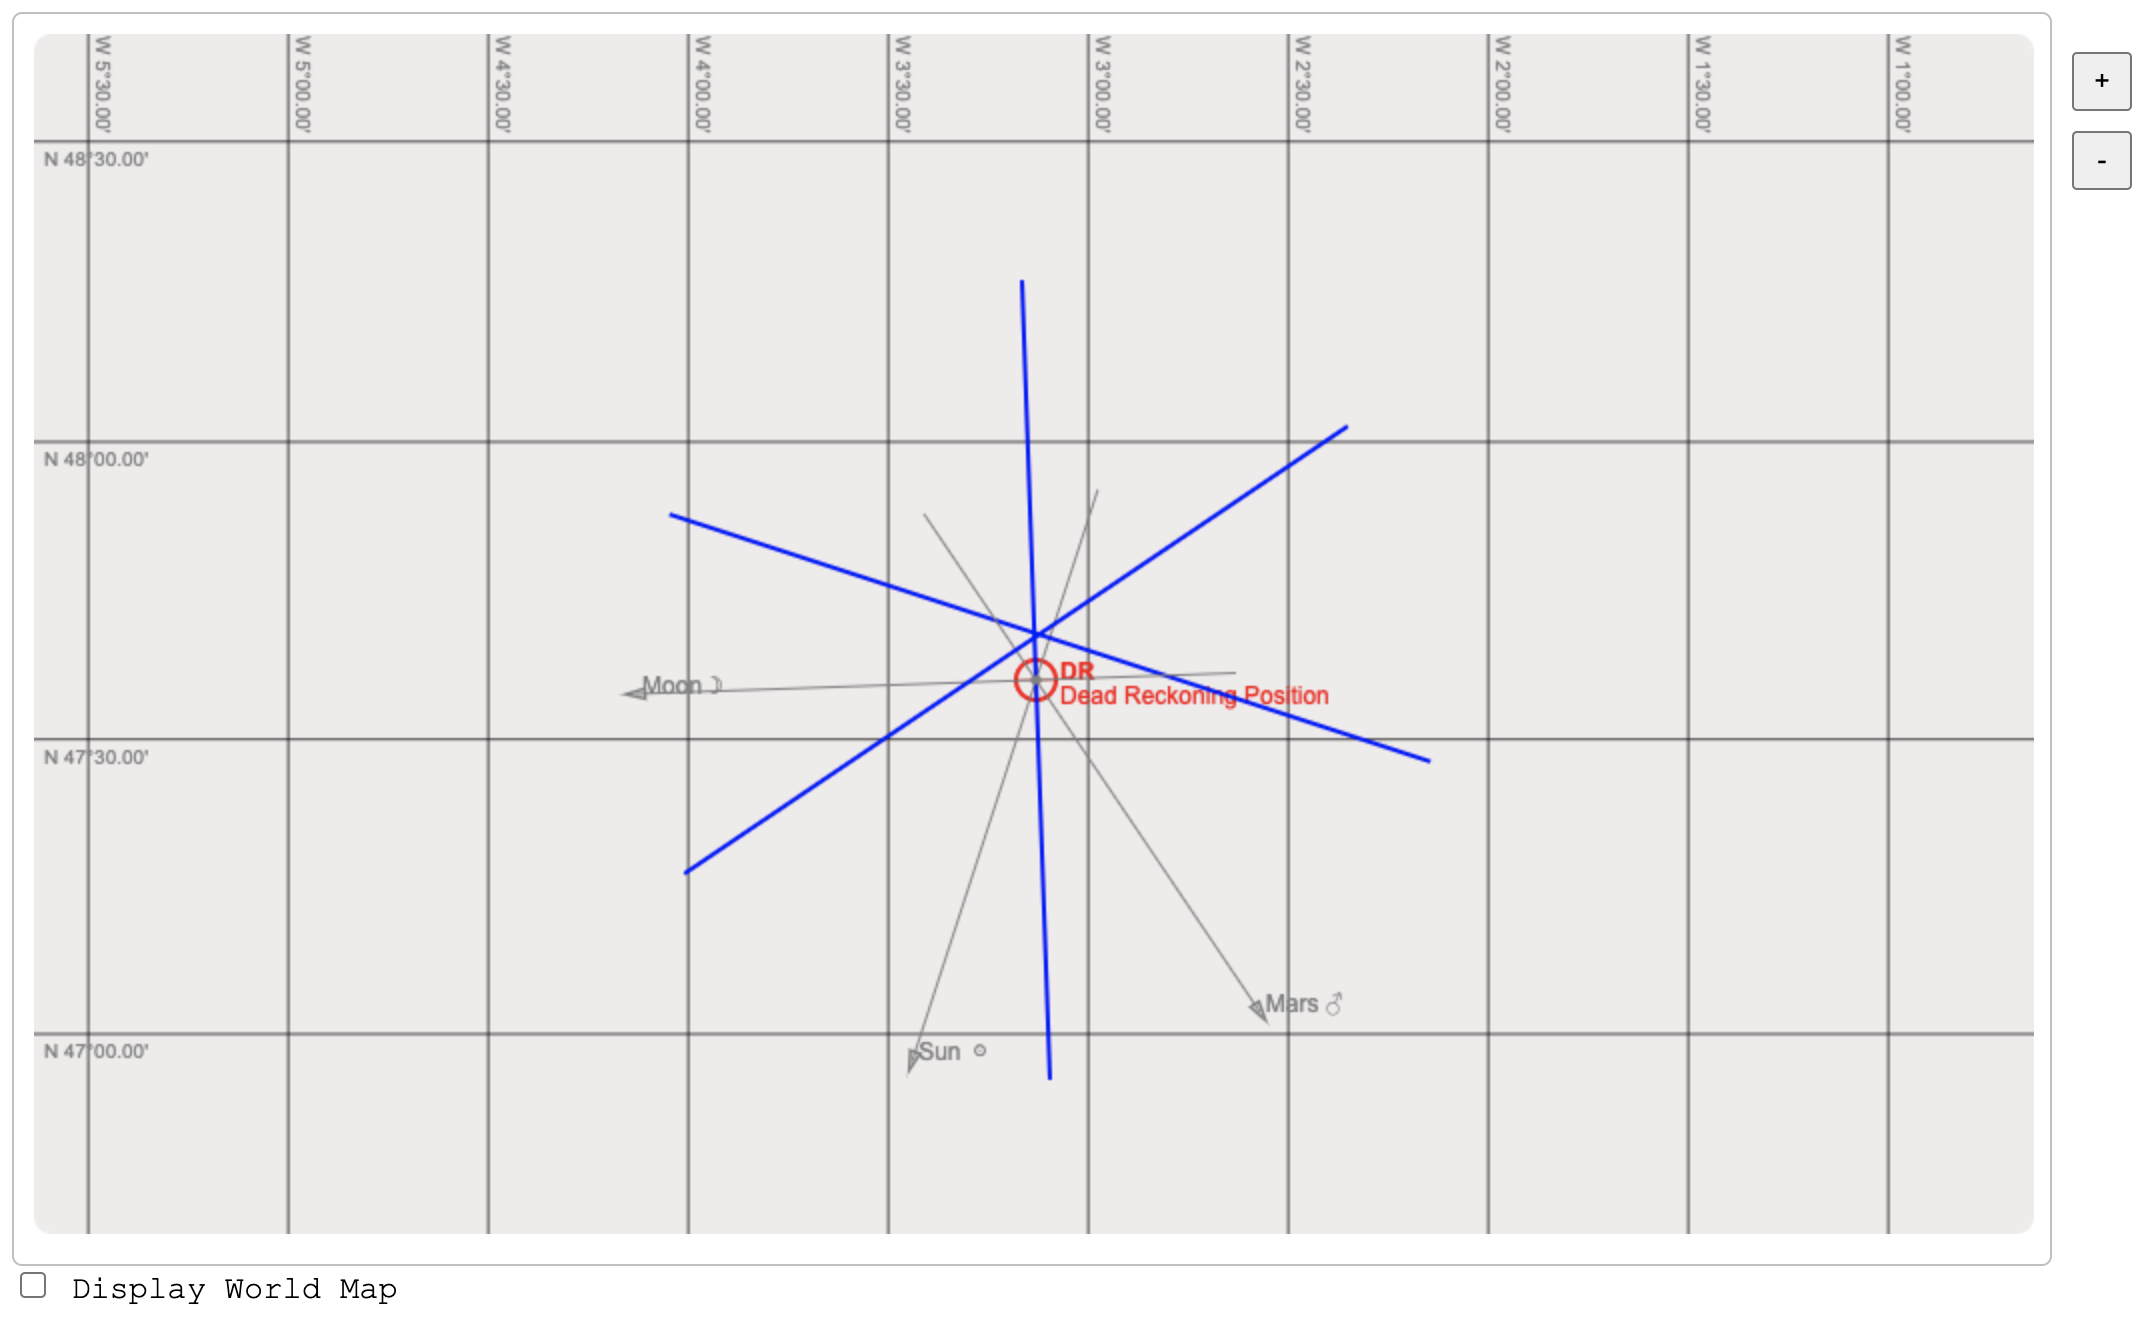 W 5°30.00'
W 5°00.00'
W 4°30.00'
W 4°00.00'
W 3°30.00'
W 3°00.00'
W 2°30.00'
W 2°00.00'
W 1°30.00'
W 1°00.00'
+
-
N 48°30.00'
N 48°00.00'
DR
Moon ☽
Dead Reckoning Position
N 47°30.00'
Mars ♂
N 47°00.00'
Sun ☉
Display World Map